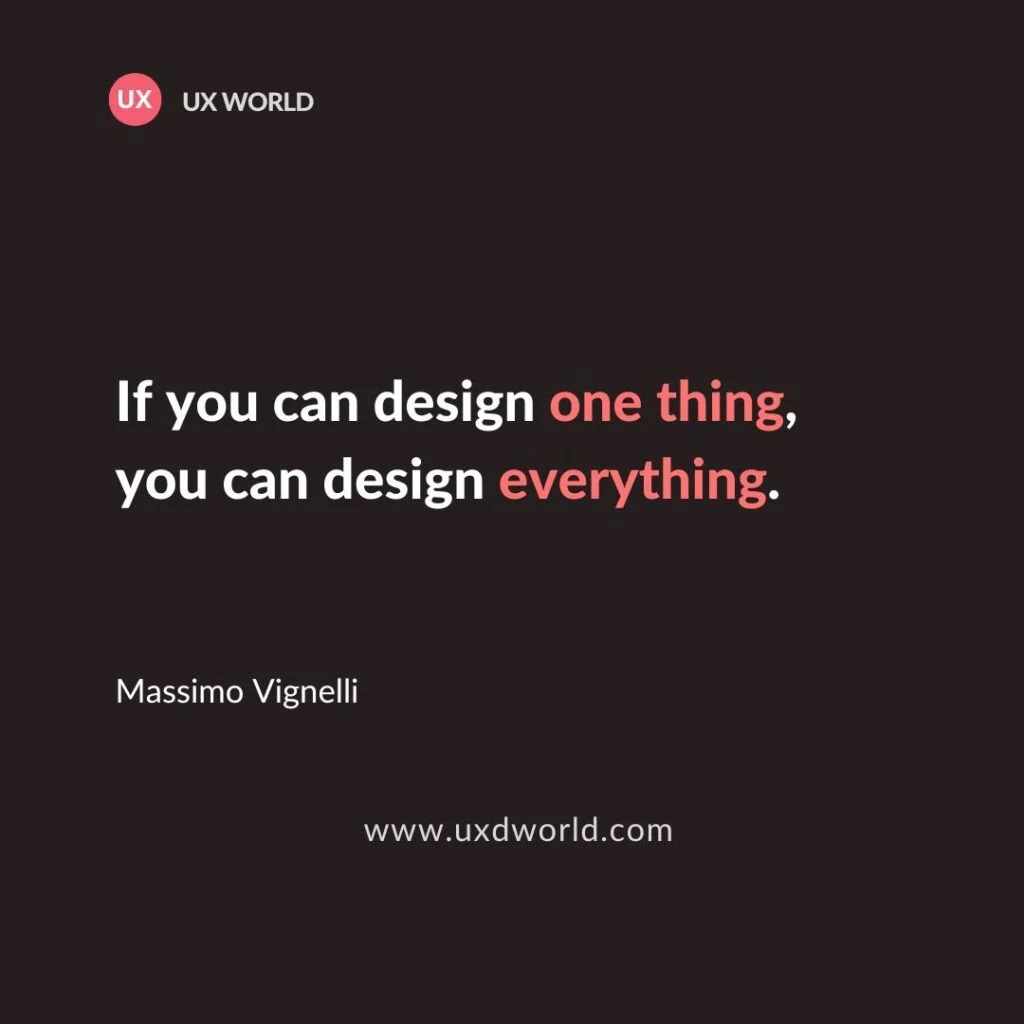 UX UX WORLD
If you can design one thing,
you can design everything.
Massimo Vignelli
www.uxdworld.com